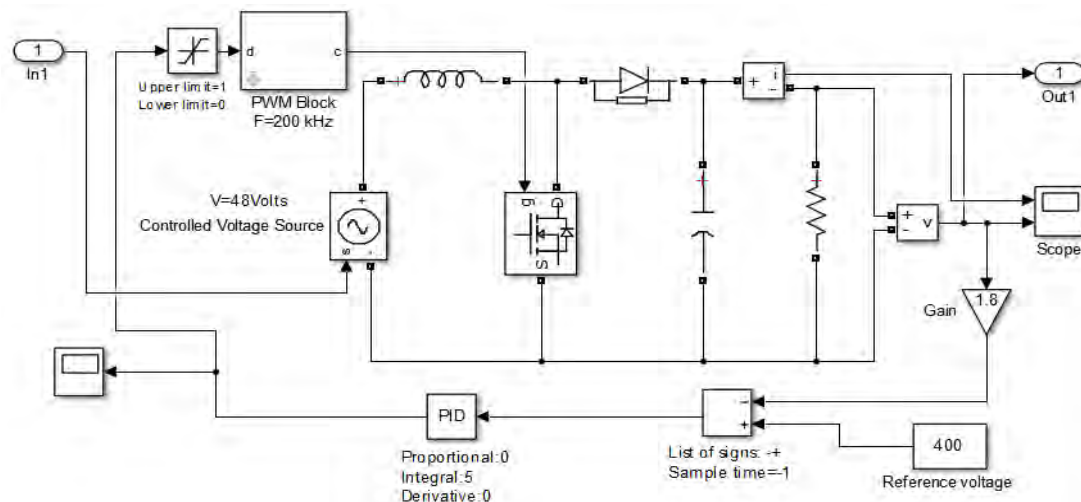 1
In1
Upper limit=1
Lower limit=0
d
c
PWM Block
F=200 kHz
V=48Volts
Controlled Voltage Source
+
s
-
g
D
S
+
i
-
+
-
v
1
Out1
Scope
1.8
Gain
PID
Proportional:0
Integral:5
Derivative:0
-
+
List of signs: -+
Sample time=-1
400
Reference voltage